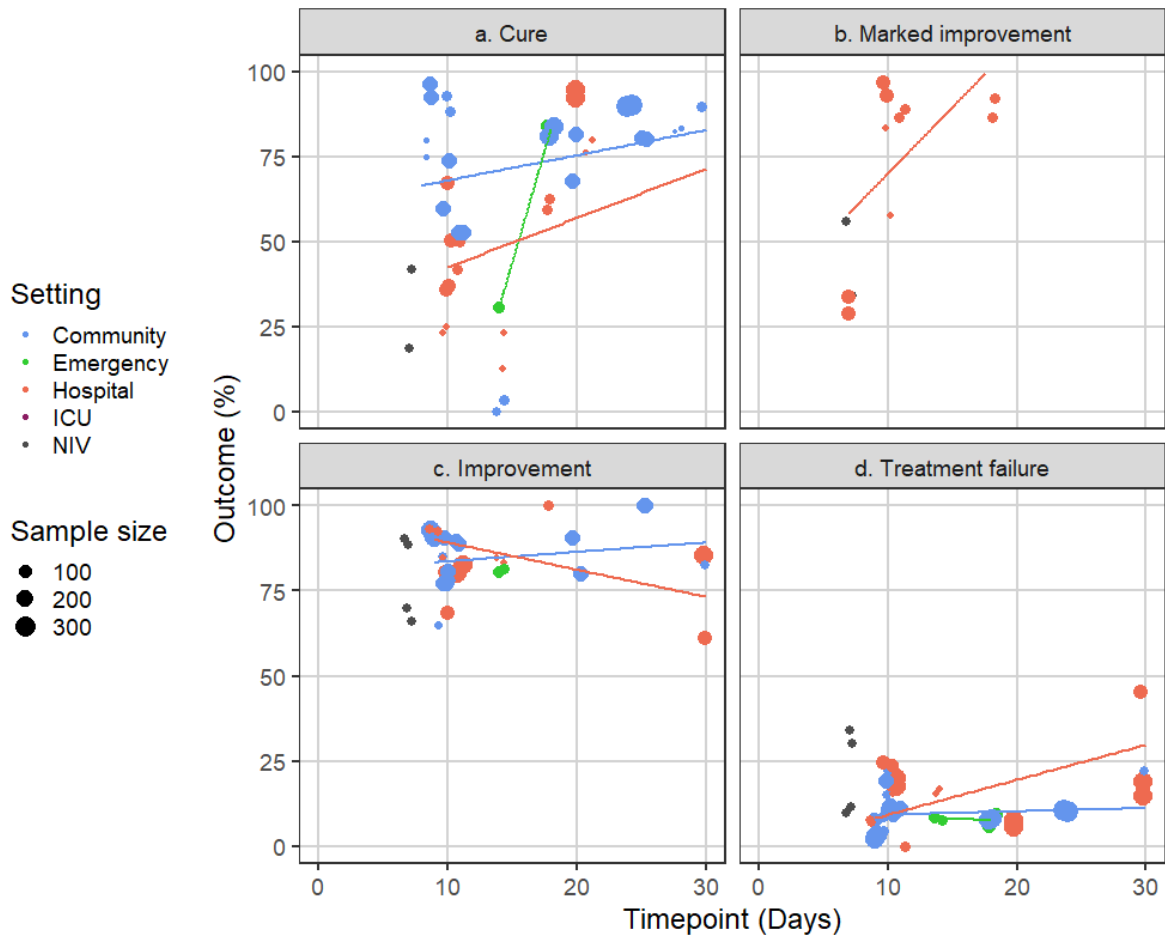 a. Cure
b. Marked improvement
100
75
50
25
0
c. Improvement
d. Treatment failure
100
75
50
25
0
0 10 20 30 0 10 20 30
Timepoint (Days)
Outcome (%)
Setting
Community
Emergency
Hospital
ICU
NIV
Sample size
100
200
300